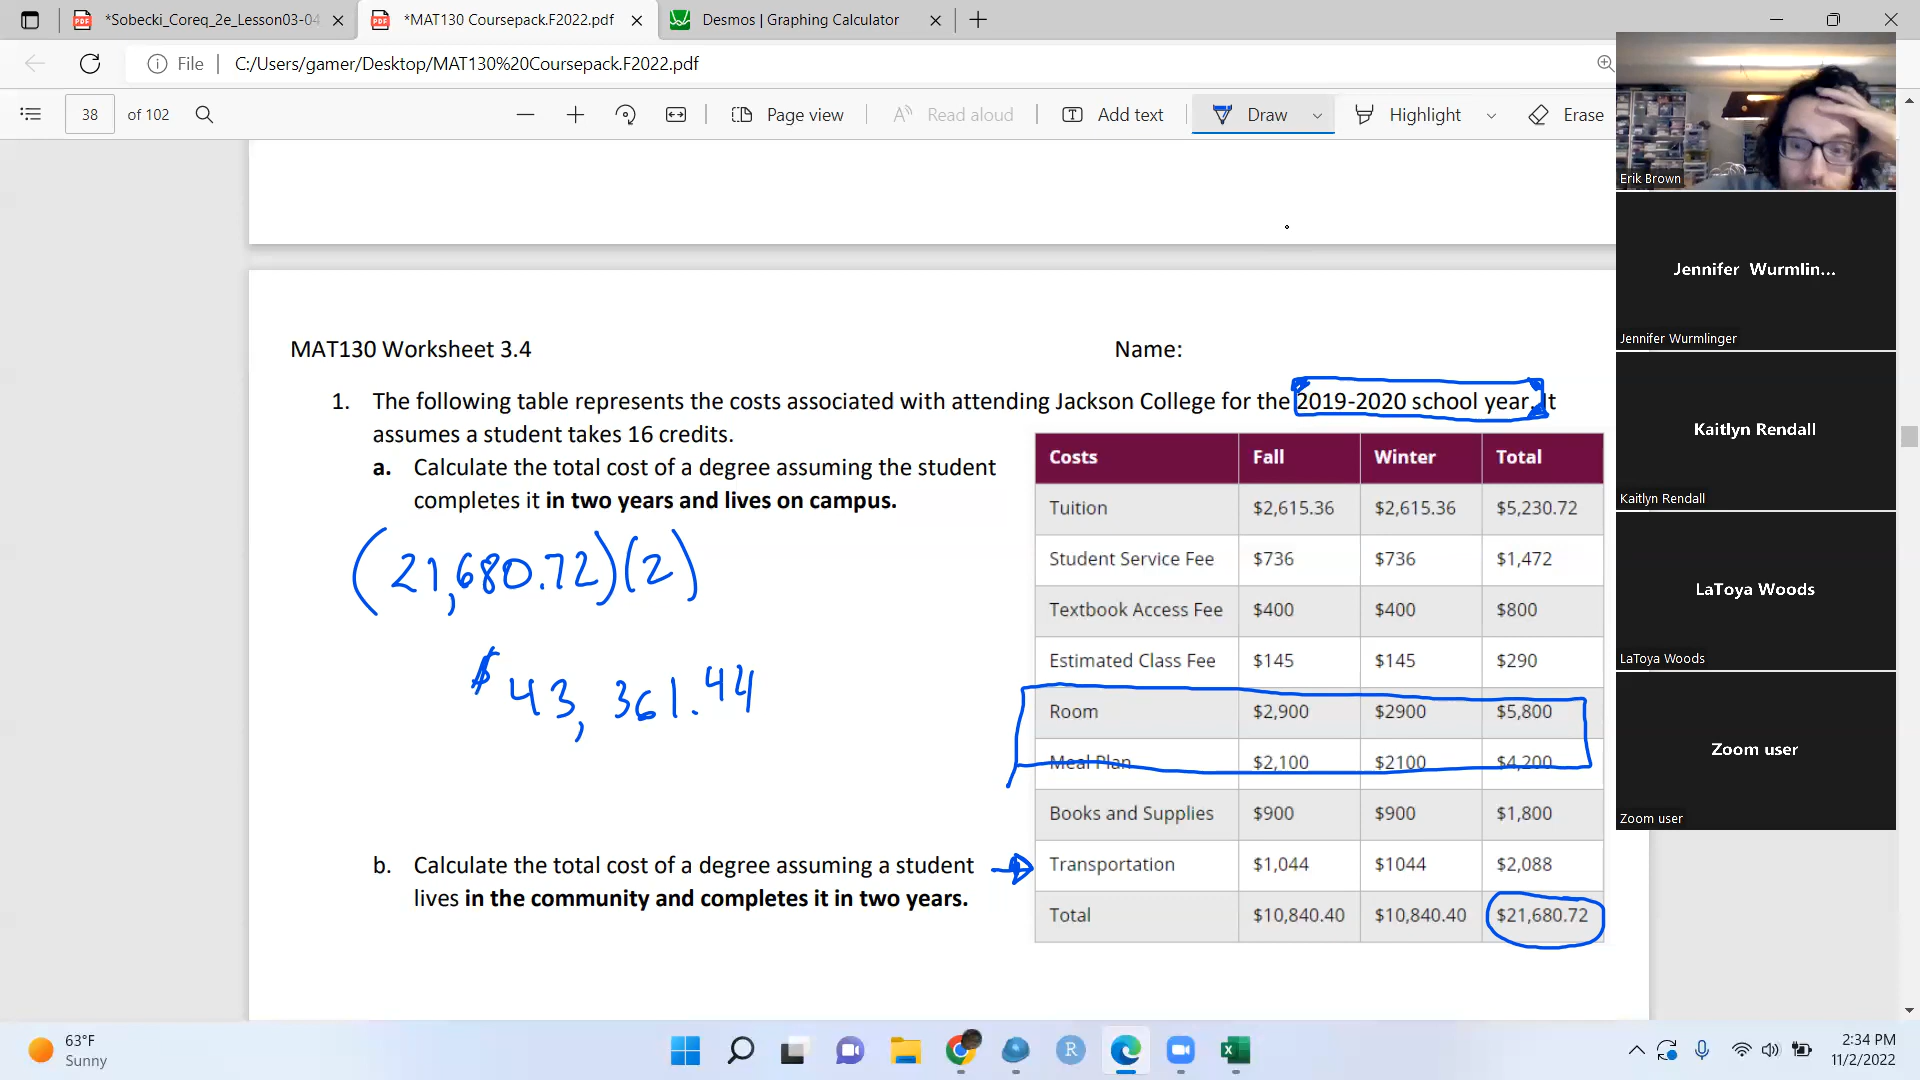 *Sobecki_Coreq_2e_Lesson03-04
*MAT130 Coursepack.F2022.pdf
Desmos | Graphing Calculator
File
C:/Users/gamer/Desktop/MAT130%20Coursepack.F2022.pdf
38 of 102
Page view
Read aloud
Add text
Draw
Highlight
Erase
Erik Brown
Jennifer Wurmlin...
Jennifer Wurmlinger
Kaitlyn Rendall
Kaitlyn Rendall
LaToya Woods
LaToya Woods
Zoom user
Zoom user
MAT130 Worksheet 3.4
Name:
1. The following table represents the costs associated with attending Jackson College for the 2019-2020 school year. It
assumes a student takes 16 credits.
a. Calculate the total cost of a degree assuming the student
completes it in two years and lives on campus.
(21,680.72)(2)
$43,361.44
b. Calculate the total cost of a degree assuming a student
lives in the community and completes it in two years.
Costs Fall Winter Total
Tuition $2,615.36 $2,615.36 $5,230.72
Student Service Fee $736 $736 $1,472
Textbook Access Fee $400 $400 $800
Estimated Class Fee $145 $145 $290
Room $2,900 $2900 $5,800
Meal Plan $2,100 $2100 $4,200
Books and Supplies $900 $900 $1,800
Transportation $1,044 $1044 $2,088
Total $10,840.40 $10,840.40 $21,680.72
63°F
Sunny
2:34 PM
11/2/2022